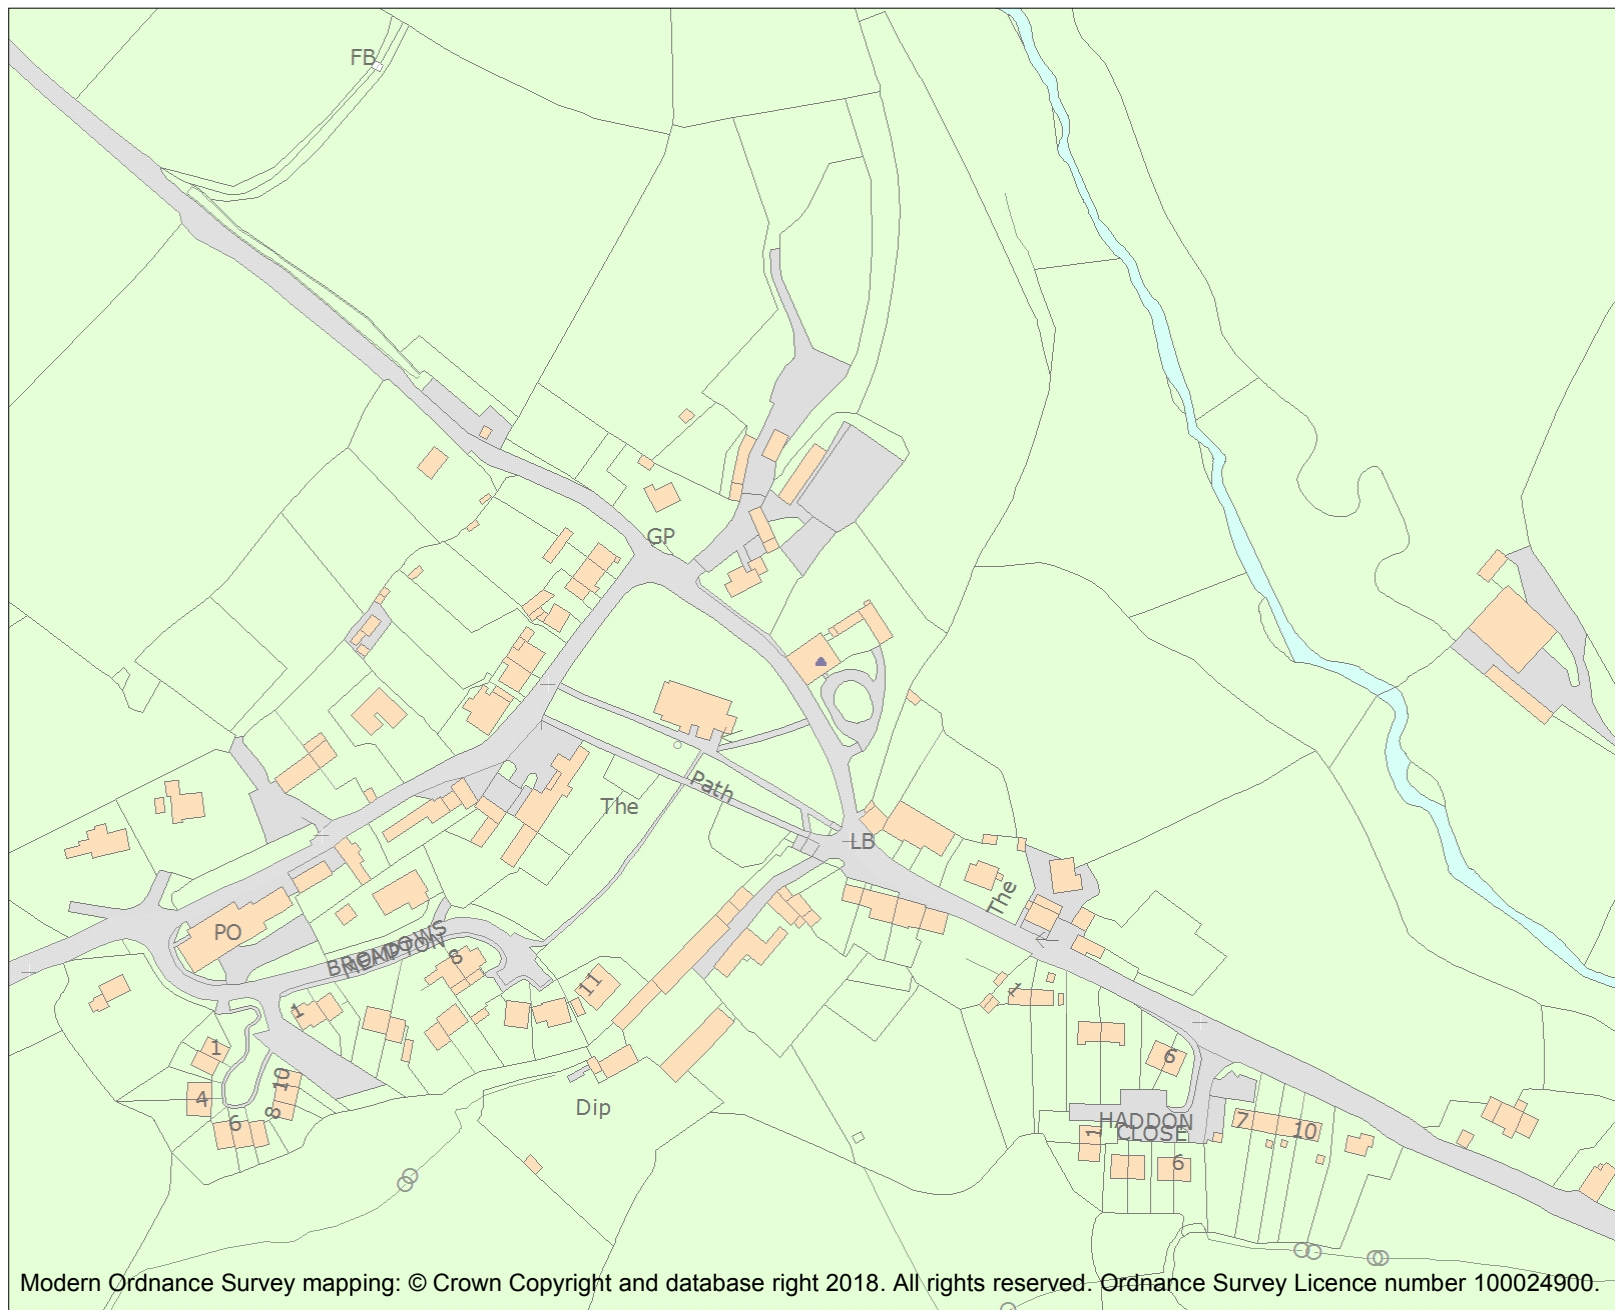 FB
GP
The
Path
LB
The
PO
BROMPTON
MEADOWS
8
11
1
1
4
6
8
10
Dip
1
6
HADDON
CLOSE
1
6
7
10
Modern Ordnance Survey mapping: © Crown Copyright and database right 2018. All rights reserved. Ordnance Survey Licence number 100024900.